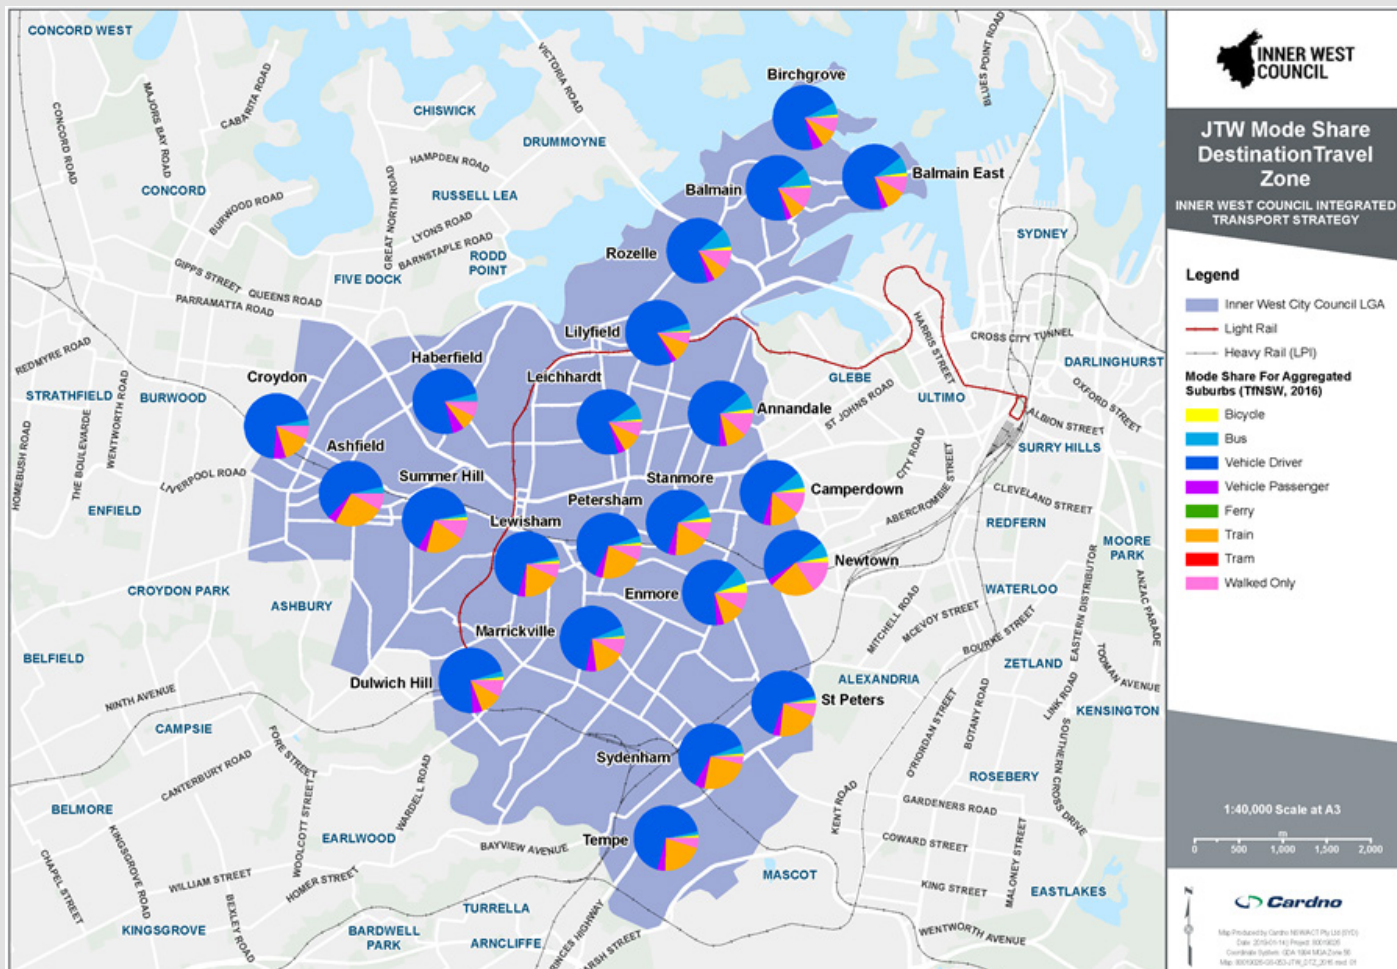 CONCORD WEST
CONCORD ROAD
MAJORS BAY ROAD
CABARITA ROAD
CHISWICK
VICTORIA ROAD
DRUMMOYNE
HAMPDEN ROAD
CONCORD
RUSSELL LEA
BURWOOD ROAD
GREAT NORTH ROAD
LYONS ROAD
BARNSTAPLE ROAD
RODD
POINT
GIPPS STREET
QUEENS ROAD
FIVE DOCK
PARRAMATTA ROAD
REDMYRE ROAD
STRATHFIELD
BURWOOD
HOMEBUSH ROAD
THE BOULEVARDE
WENTWORTH ROAD
LIVERPOOL ROAD
ENFIELD
CROYDON PARK
ASHBURY
BELFIELD
NINTH AVENUE
CAMPSIE
CANTERBURY ROAD
FORE STREET
WARDELL ROAD
BELMORE
CHAPEL STREET
KINGSGROVE ROAD
WOOLCOTT STREET
EARLWOOD
WILLIAM STREET
HOMER STREET
BEXLEY ROAD
KINGSGROVE
BAYVIEW AVENUE
TURRELLA
BARDWELL
PARK
ARNCLIFFE
PRINCES HIGHWAY
MARSH STREET
Birchgrove
Balmain
Balmain East
Rozelle
Lilyfield
Haberfield
Leichhardt
Annandale
Croydon
Ashfield
Summer Hill
Lewisham
Petersham
Stanmore
Camperdown
Newtown
Enmore
Marrickville
Dulwich Hill
St Peters
Sydenham
Tempe
BLUES POINT ROAD
SYDNEY
CROSS CITY TUNNEL
HARRIS STREET
DARLINGHURST
GLEBE
ST JOHNS ROAD
ULTIMO
OXFORD STREET
ALBION STREET
SURRY HILLS
CITY ROAD
ABERCROMBIE STREET
CLEVELAND STREET
REDFERN
MOORE
PARK
ANZAC PARADE
WATERLOO
MITCHELL ROAD
MCEVOY STREET
BOURKE STREET
EASTERN DISTRIBUTOR
ZETLAND
TODMAN AVENUE
ALEXANDRIA
LINK ROAD
KENSINGTON
O'RIORDAN STREET
BOTANY ROAD
SOUTHERN CROSS DRIVE
ROSEBERY
KENT ROAD
GARDENERS ROAD
COWARD STREET
MASCOT
MALONEY STREET
KING STREET
EASTLAKES
WENTWORTH AVENUE
INNER WEST
COUNCIL
JTW Mode Share
DestinationTravel
Zone
INNER WEST COUNCIL INTEGRATED
TRANSPORT STRATEGY
Legend
Inner West City Council LGA
Light Rail
Heavy Rail (LPI)
Mode Share For Aggregated
Suburbs (TfNSW, 2016)
Bicycle
Bus
Vehicle Driver
Vehicle Passenger
Ferry
Train
Tram
Walked Only
1:40,000 Scale at A3
m
0 500 1,000 1,500 2,000
N
Cardno
Map Produced by Cardno NSW/ACT Pty Ltd (SYD)